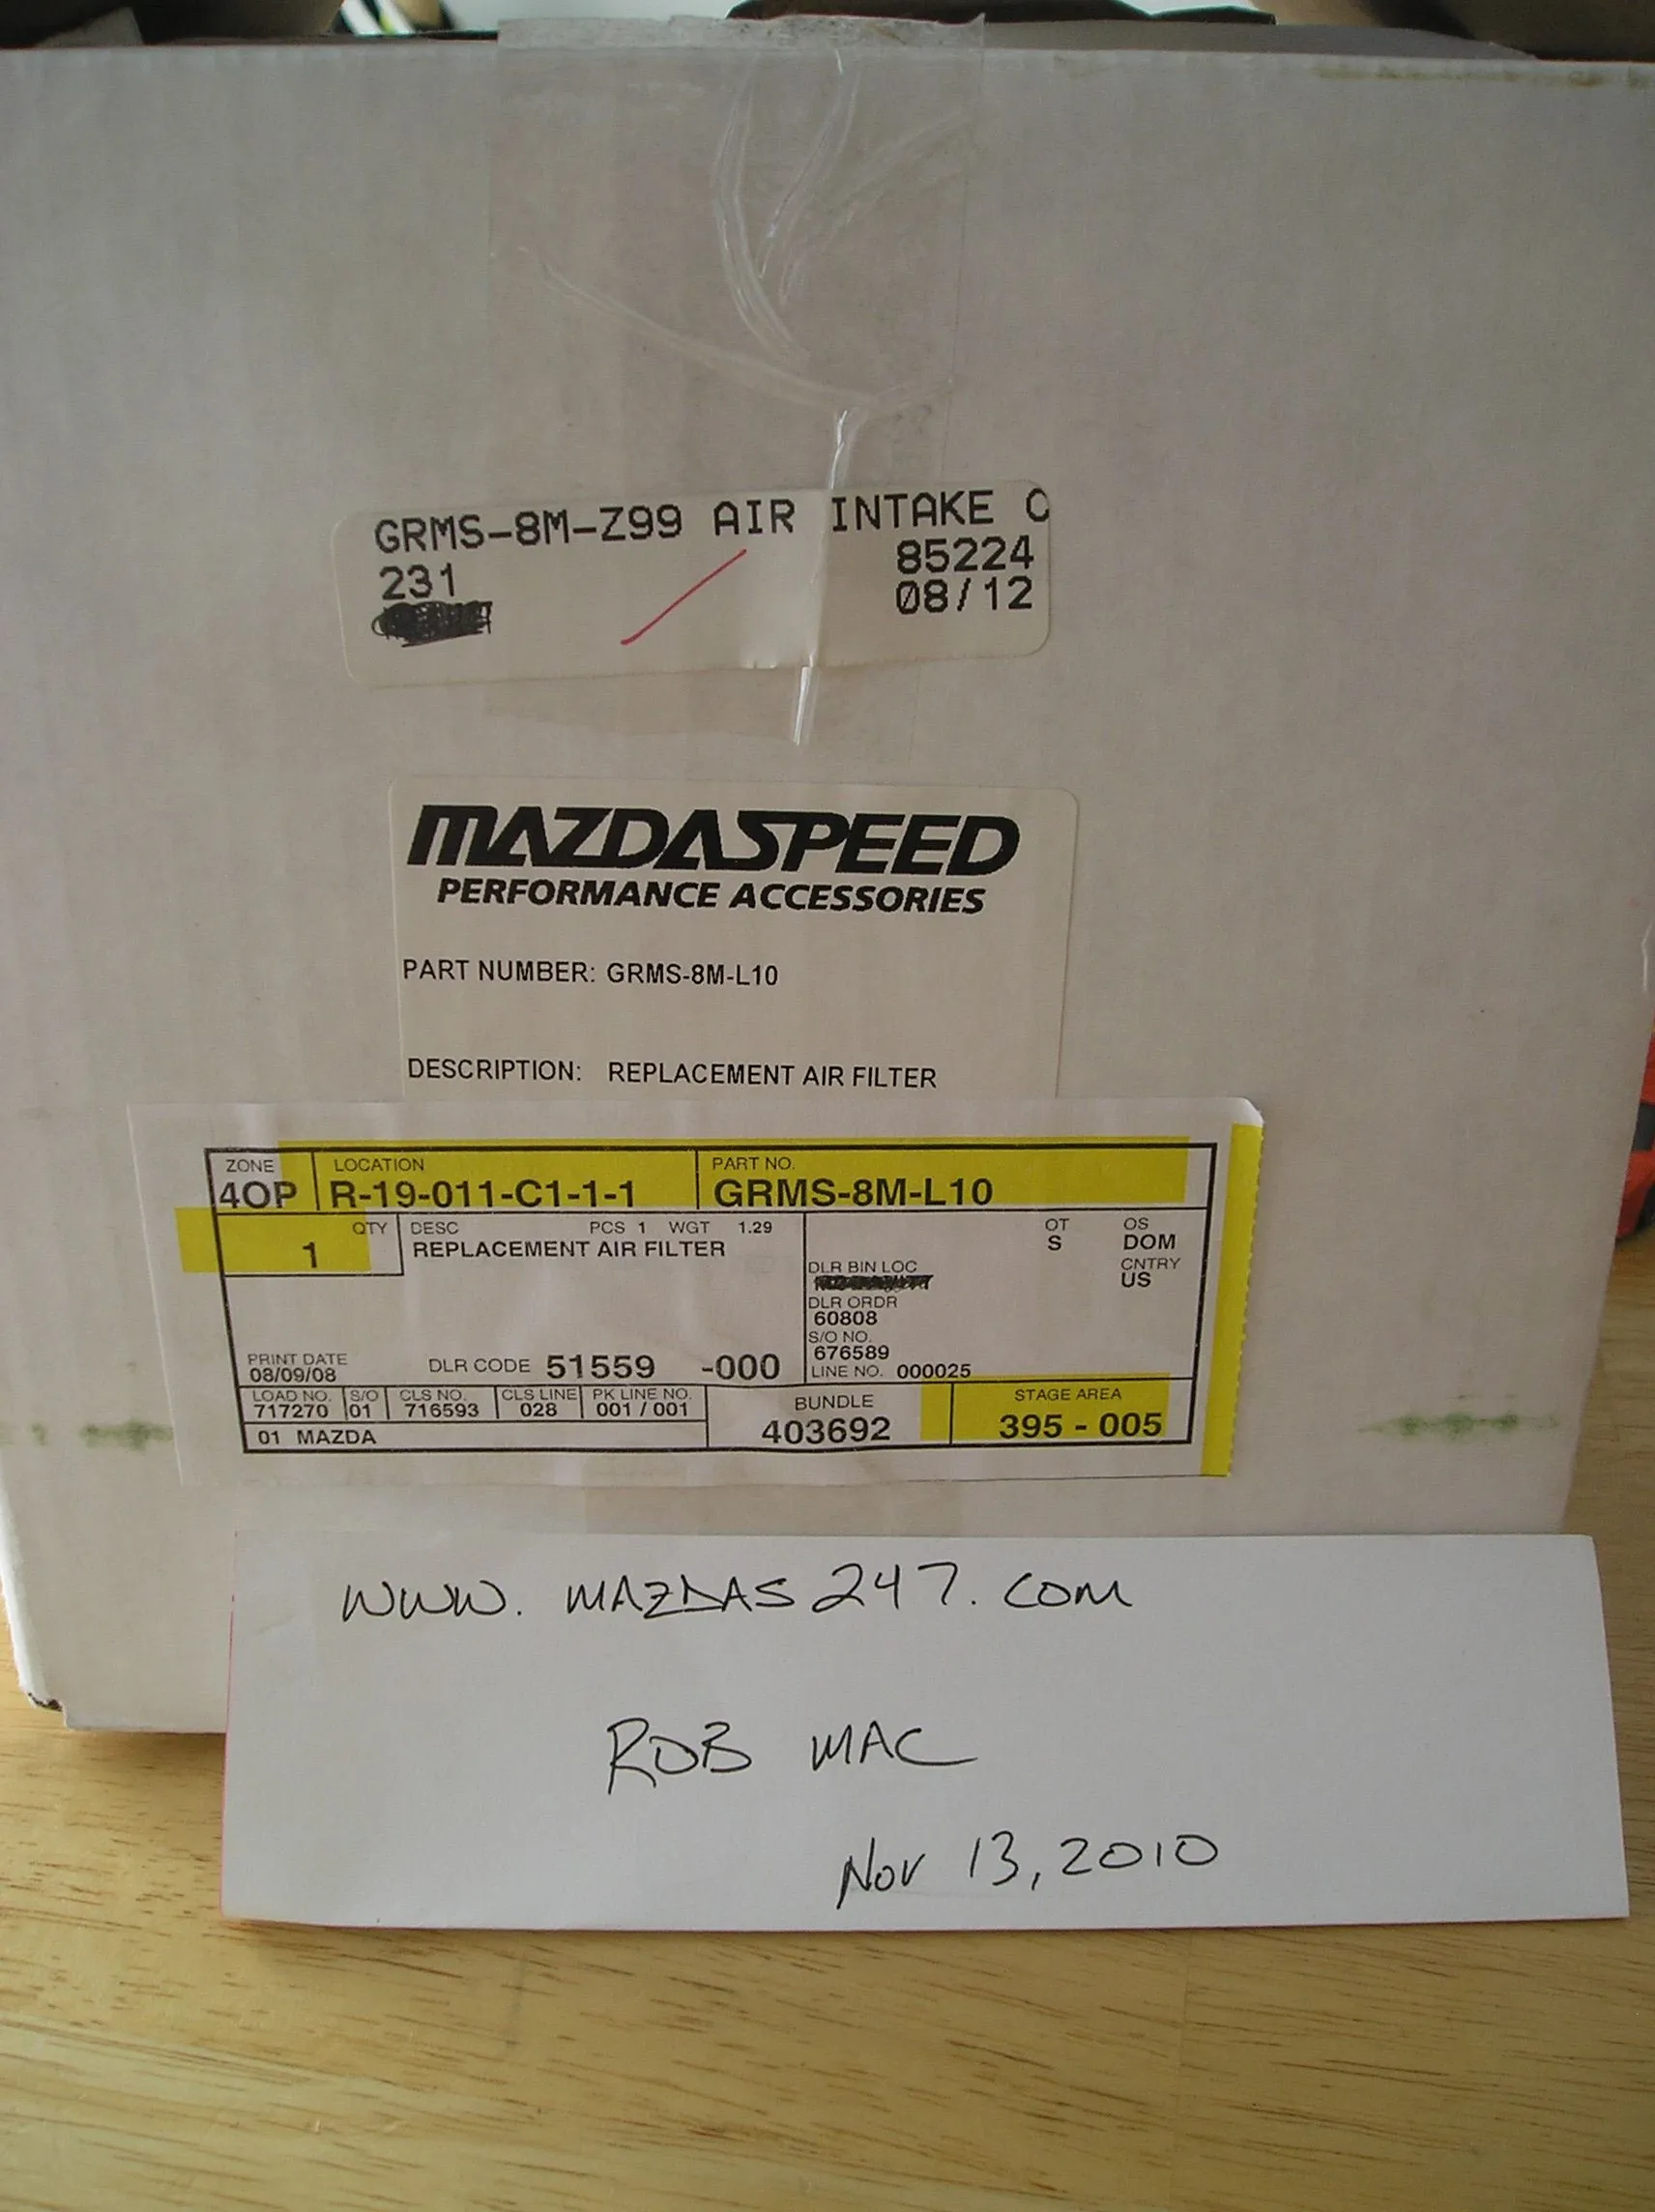 GRMS-8M-Z99 AIR INTAKE C
231 85224
08/12
MAZDASPEED
PERFORMANCE ACCESSORIES
PART NUMBER: GRMS-8M-L10
DESCRIPTION: REPLACEMENT AIR FILTER
ZONE LOCATION PART NO.
4OP R-19-011-C1-1-1 GRMS-8M-L10
QTY DESC PCS 1 WGT 1.29 OT OS
1 REPLACEMENT AIR FILTER S DOM
DLR BIN LOC CNTRY
US
DLR ORDR
60808
S/O NO.
676589
PRINT DATE DLR CODE 51559 -000 LINE NO. 000025
08/09/08
LOAD NO. S/O CLS NO. CLS LINE PK LINE NO. BUNDLE STAGE AREA
717270 01 716593 028 001 / 001 403692 395 - 005
01 MAZDA
www. MAZDAS247. COM
ROB MAC
Nov 13, 2010